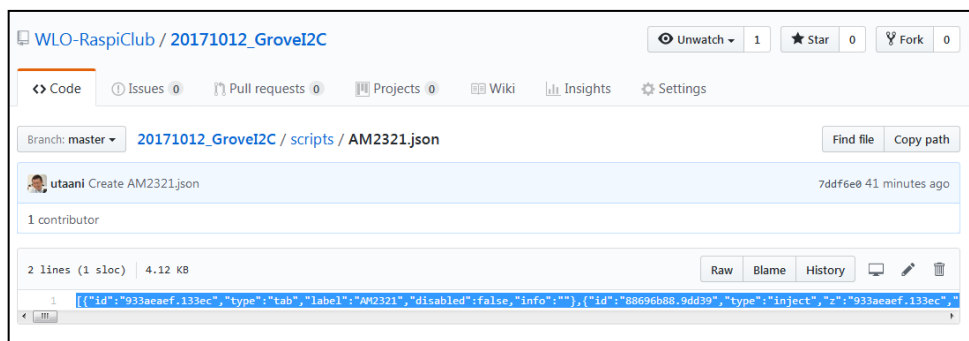 WLO-RaspiClub / 20171012_GroveI2C Unwatch 1 Star 0 Fork 0
Code Issues 0 Pull requests 0 Projects 0 Wiki Insights Settings
Branch: master 20171012_GroveI2C / scripts / AM2321.json Find file Copy path
utaani Create AM2321.json 7ddf6e0 41 minutes ago
1 contributor
2 lines (1 sloc) 4.12 KB Raw Blame History
1 [{"id":"933aeaef.133ec","type":"tab","label":"AM2321","disabled":false,"info":""},{"id":"88696b88.9dd39","type":"inject","z":"933aeaef.133ec","